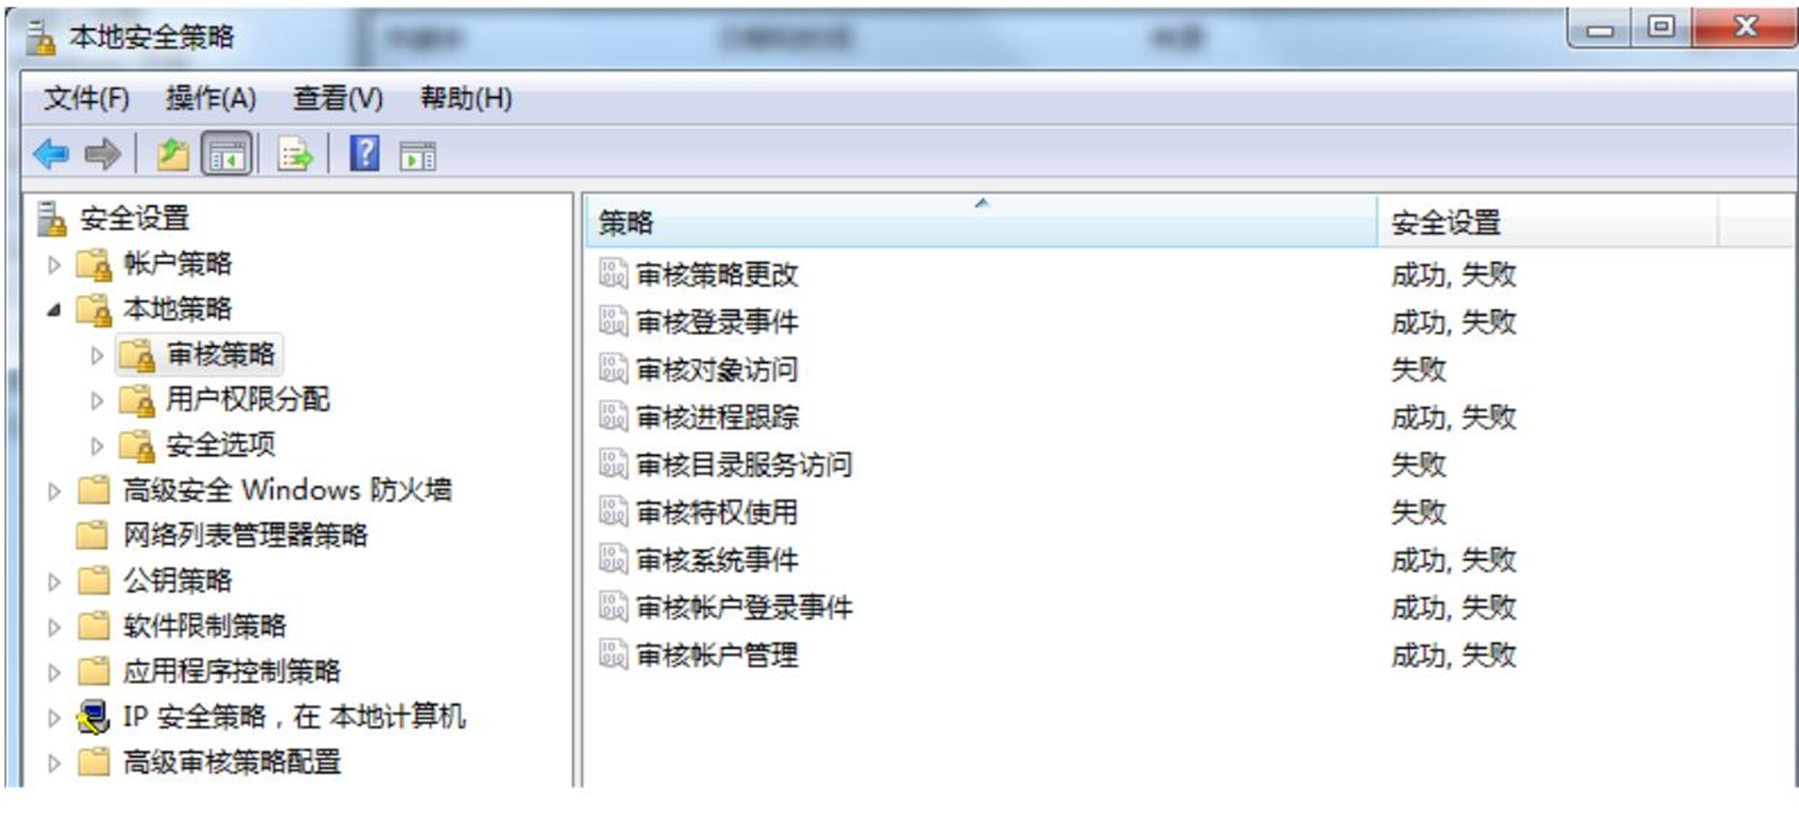 本地安全策略
文件(F) 操作(A) 查看(V) 帮助(H)
安全设置
帐户策略
本地策略
审核策略
用户权限分配
安全选项
高级安全 Windows 防火墙
网络列表管理器策略
公钥策略
软件限制策略
应用程序控制策略
IP 安全策略，在 本地计算机
高级审核策略配置
策略 安全设置
审核策略更改 成功, 失败
审核登录事件 成功, 失败
审核对象访问 失败
审核进程跟踪 成功, 失败
审核目录服务访问 失败
审核特权使用 失败
审核系统事件 成功, 失败
审核帐户登录事件 成功, 失败
审核帐户管理 成功, 失败